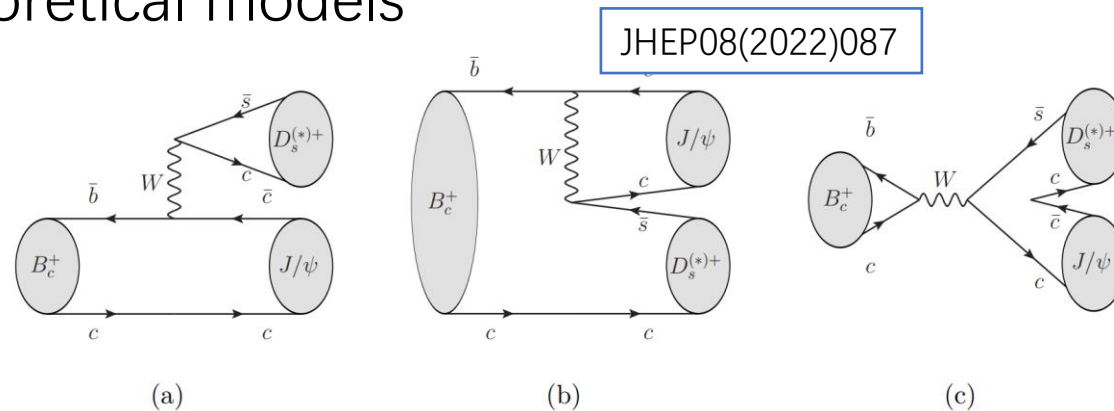 oretical models
JHEP08(2022)087
b̄
s̄
D_s^{(*)+}
c
c̄
W
b̄
B_c^+
J/ψ
c
c
(a)
b̄
W
J/ψ
B_c^+
c
s̄
D_s^{(*)+}
c
c
(b)
b̄
B_c^+
W
s̄
D_s^{(*)+}
c
c̄
J/ψ
c
c
(c)